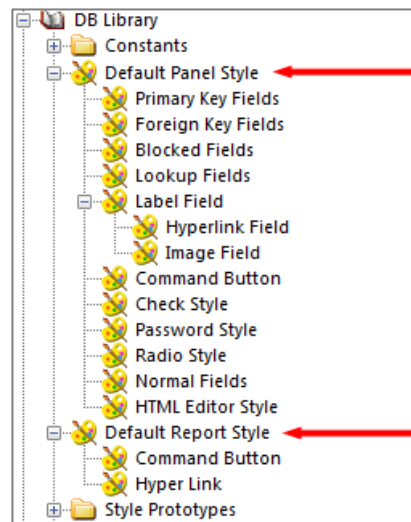 DB Library
Constants
Default Panel Style
Primary Key Fields
Foreign Key Fields
Blocked Fields
Lookup Fields
Label Field
Hyperlink Field
Image Field
Command Button
Check Style
Password Style
Radio Style
Normal Fields
HTML Editor Style
Default Report Style
Command Button
Hyper Link
Style Prototypes